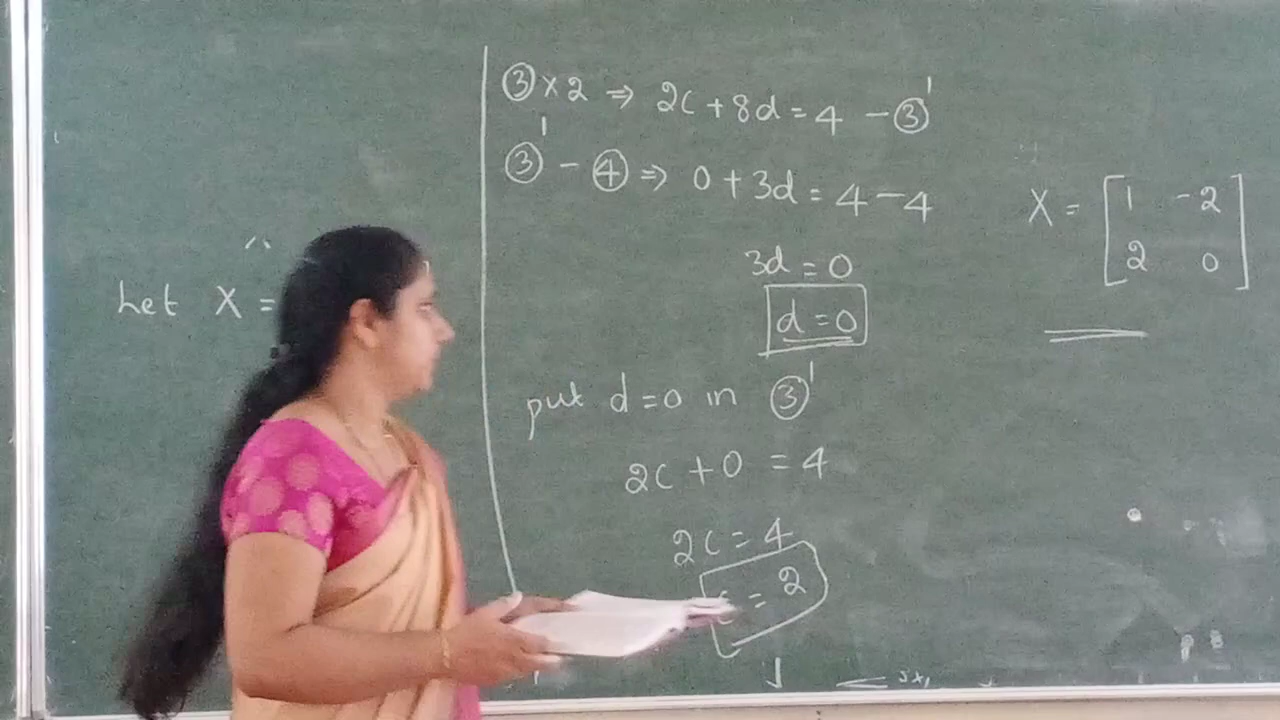 Let X =
③ × 2 ⇒ 2c + 8d = 4 – ③'
③' – ④ ⇒ 0 + 3d = 4 – 4
3d = 0
d = 0
put d = 0 in ③'
2c + 0 = 4
2c = 4
= 2
X = [ 1 -2
2 0 ]